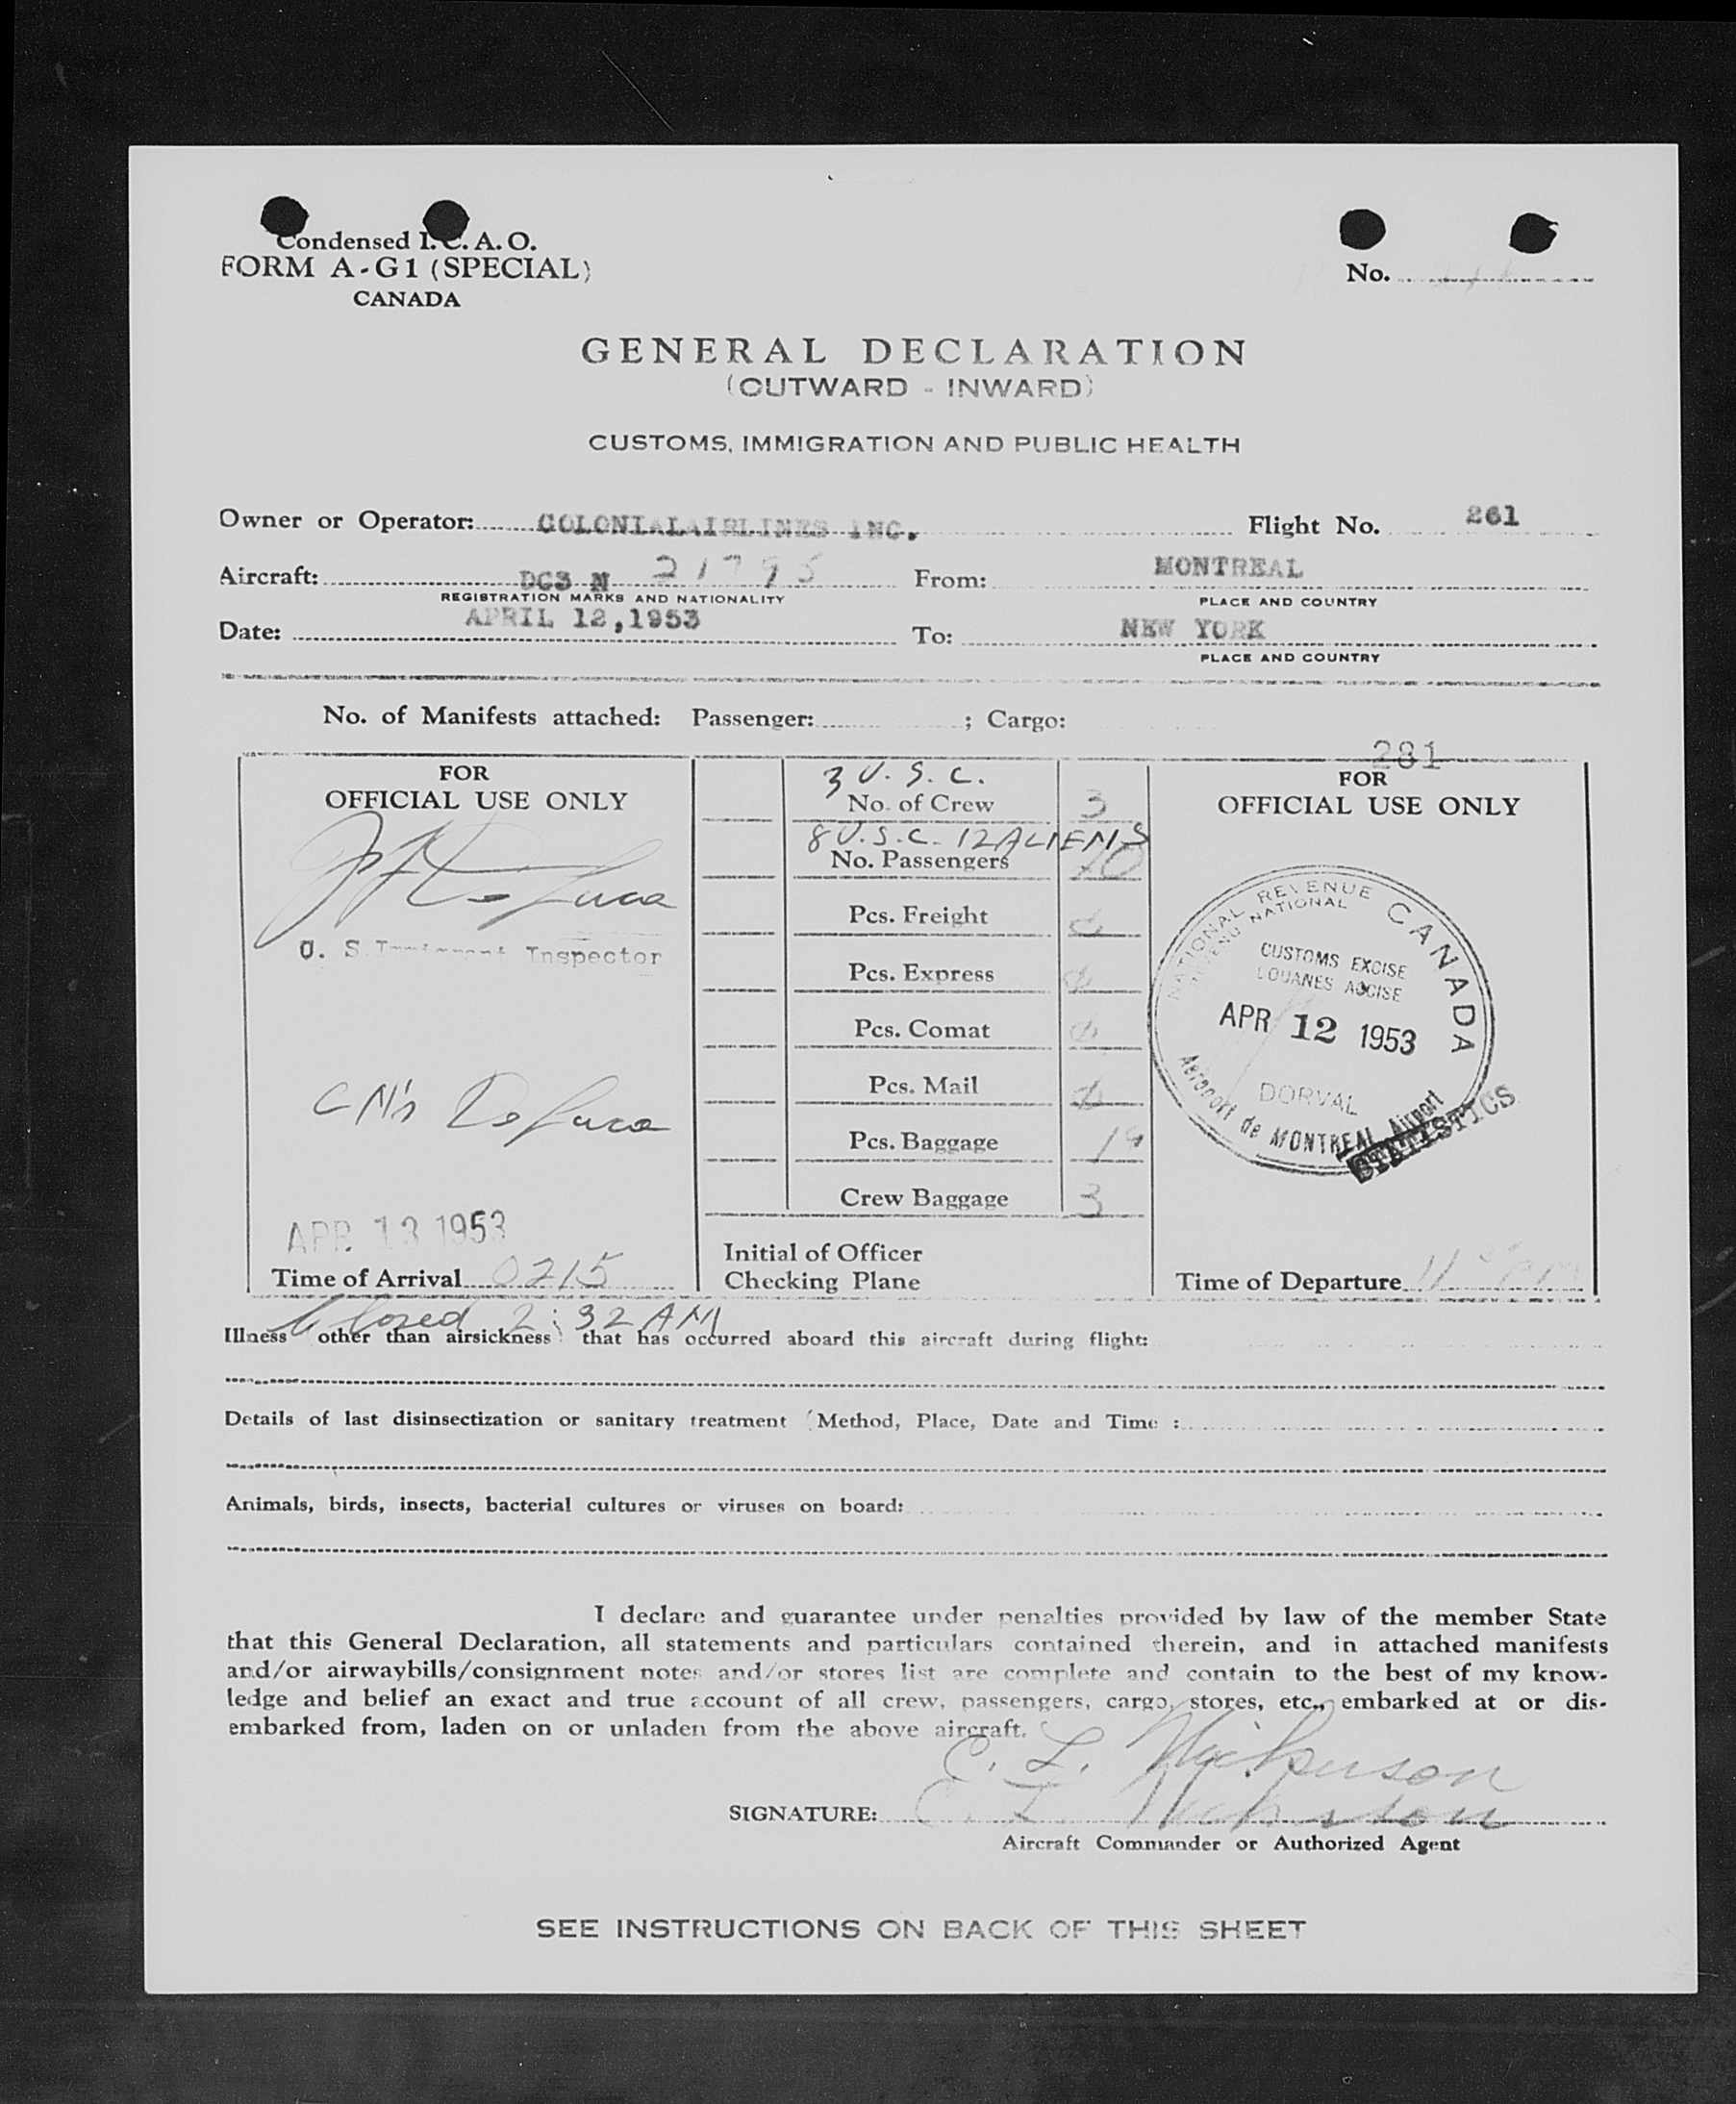 Condensed I. C. A. O.
FORM A-G1 (SPECIAL)
CANADA
No.
GENERAL DECLARATION
(OUTWARD - INWARD)
CUSTOMS, IMMIGRATION AND PUBLIC HEALTH
Owner or Operator: COLONIALAIRLINES INC. Flight No. 261
Aircraft: DC3 N 21795 From: MONTREAL
REGISTRATION MARKS AND NATIONALITY PLACE AND COUNTRY
Date: APRIL 12,1953 To: NEW YORK
PLACE AND COUNTRY
No. of Manifests attached: Passenger: ; Cargo:
281
FOR
OFFICIAL USE ONLY
U. S. Inspector
APR 13 1953
Time of Arrival 0215
Closed 2:32 AM
3 U. S. C.
No. of Crew 3
8 U.S.C. 12 ALIENS
No. Passengers
Pcs. Freight
Pcs. Express
Pcs. Comat
Pcs. Mail
Pcs. Baggage 19
Crew Baggage 3
Initial of Officer
Checking Plane
FOR
OFFICIAL USE ONLY
NATIONAL REVENUE CANADA
REVENU NATIONAL
CUSTOMS EXCISE
DOUANES ACCISE
APR 12 1953
DORVAL
Aéroport de MONTREAL Airport
STATISTICS
Time of Departure
Illness other than airsickness that has occurred aboard this aircraft during flight:
Details of last disinsectization or sanitary treatment (Method, Place, Date and Time :
Animals, birds, insects, bacterial cultures or viruses on board:
I declare and guarantee under penalties provided by law of the member State
that this General Declaration, all statements and particulars contained therein, and in attached manifests
and/or airwaybills/consignment notes and/or stores list are complete and contain to the best of my know-
ledge and belief an exact and true account of all crew, passengers, cargo, stores, etc., embarked at or dis-
embarked from, laden on or unladen from the above aircraft.
C. L. Nickerson
SIGNATURE: C. L. Nickerson
Aircraft Commander or Authorized Agent
SEE INSTRUCTIONS ON BACK OF THIS SHEET